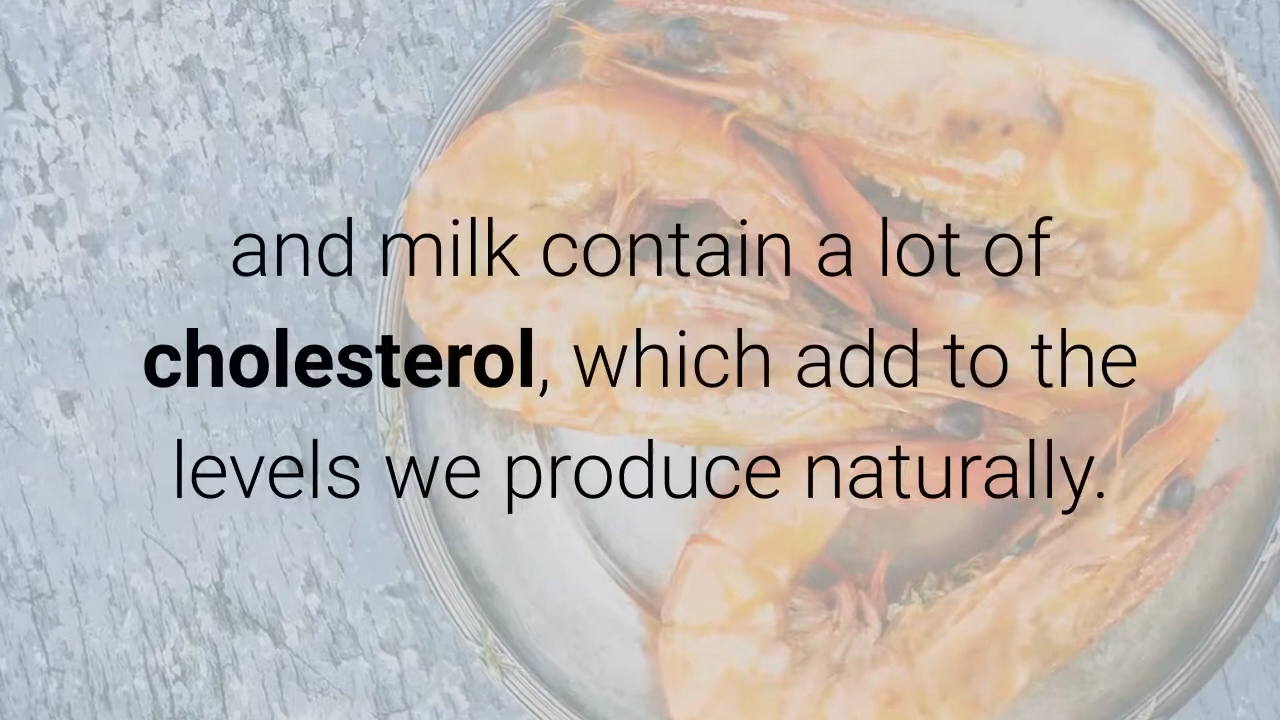 and milk contain a lot of
cholesterol, which add to the
levels we produce naturally.